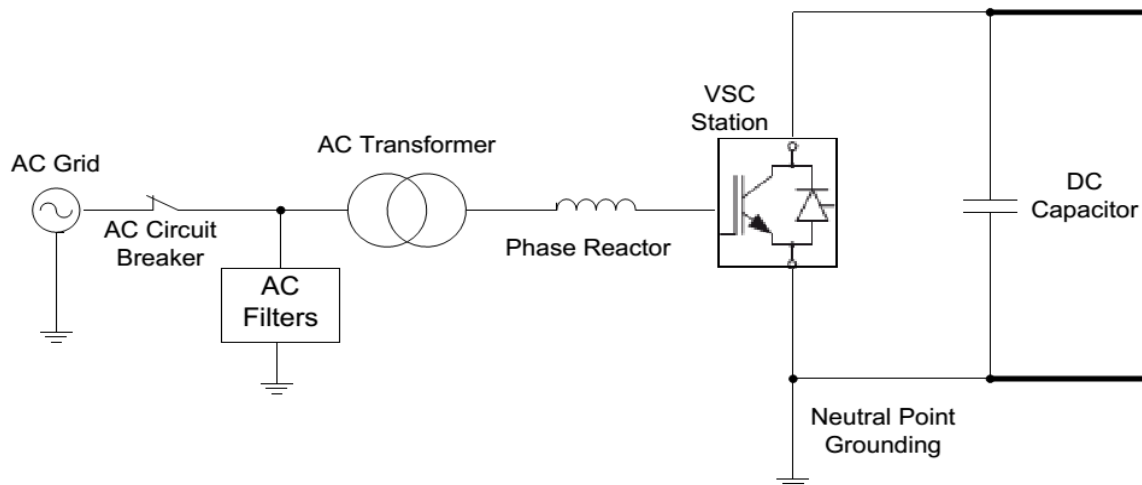 AC Grid
AC Circuit
Breaker
AC
Filters
AC Transformer
Phase Reactor
VSC
Station
DC
Capacitor
Neutral Point
Grounding